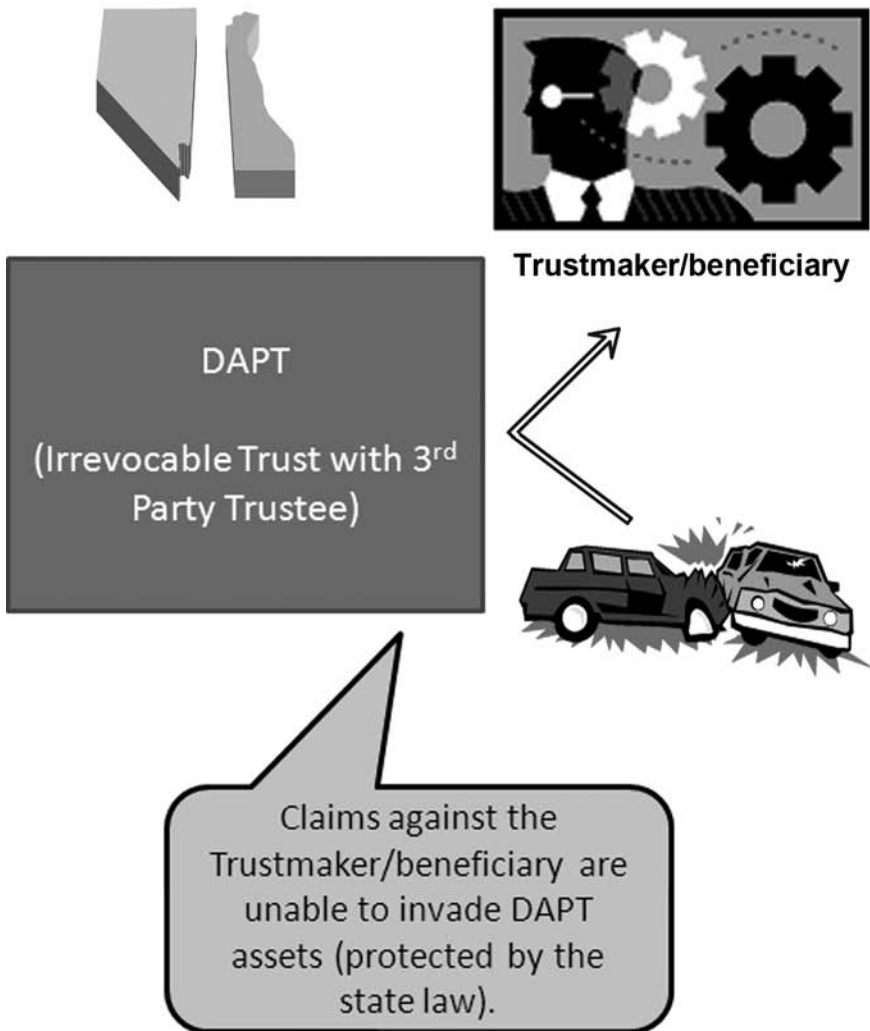 Trustmaker/beneficiary
DAPT
(Irrevocable Trust with 3rd
Party Trustee)
Claims against the
Trustmaker/beneficiary are
unable to invade DAPT
assets (protected by the
state law).